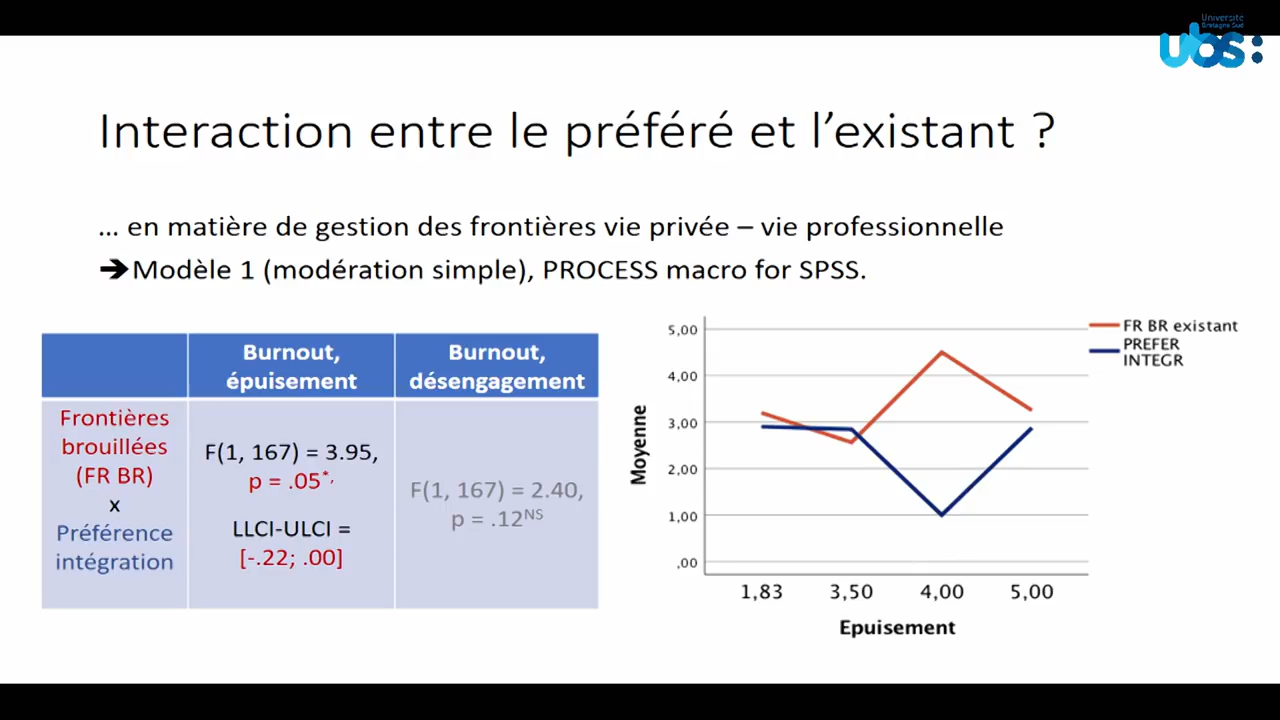 Université
Bretagne Sud
ubs:
Interaction entre le préféré et l'existant ?
... en matière de gestion des frontières vie privée – vie professionnelle
➔Modèle 1 (modération simple), PROCESS macro for SPSS.
Burnout,
épuisement
Burnout,
désengagement
Frontières
brouillées
(FR BR)
x
Préférence
intégration
F(1, 167) = 3.95,
p = .05*,
LLCI-ULCI =
[-.22; .00]
F(1, 167) = 2.40,
p = .12NS
FR BR existant
PREFER
INTEGR
Moyenne
5,00
4,00
3,00
2,00
1,00
,00
1,83 3,50 4,00 5,00
Epuisement